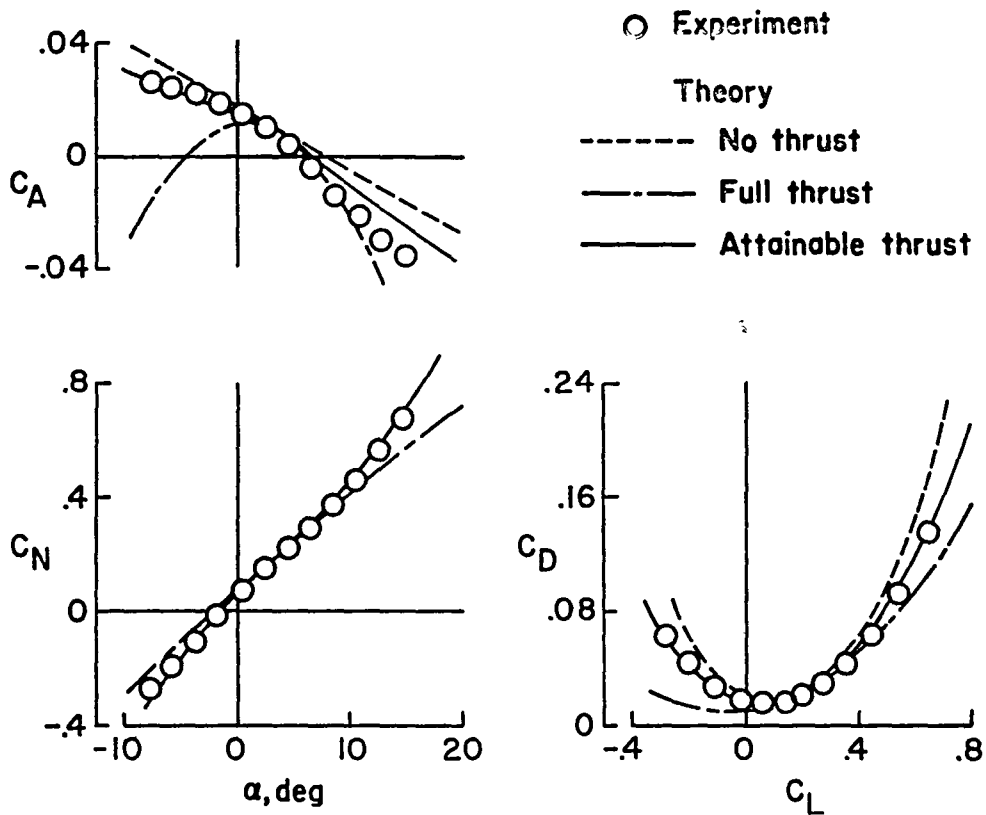 Experiment
Theory
No thrust
Full thrust
Attainable thrust
.04
0
-.04
C_A
.8
.4
0
-.4
C_N
-10
0
10
20
α, deg
.24
.16
.08
0
C_D
-.4
0
.4
.8
C_L